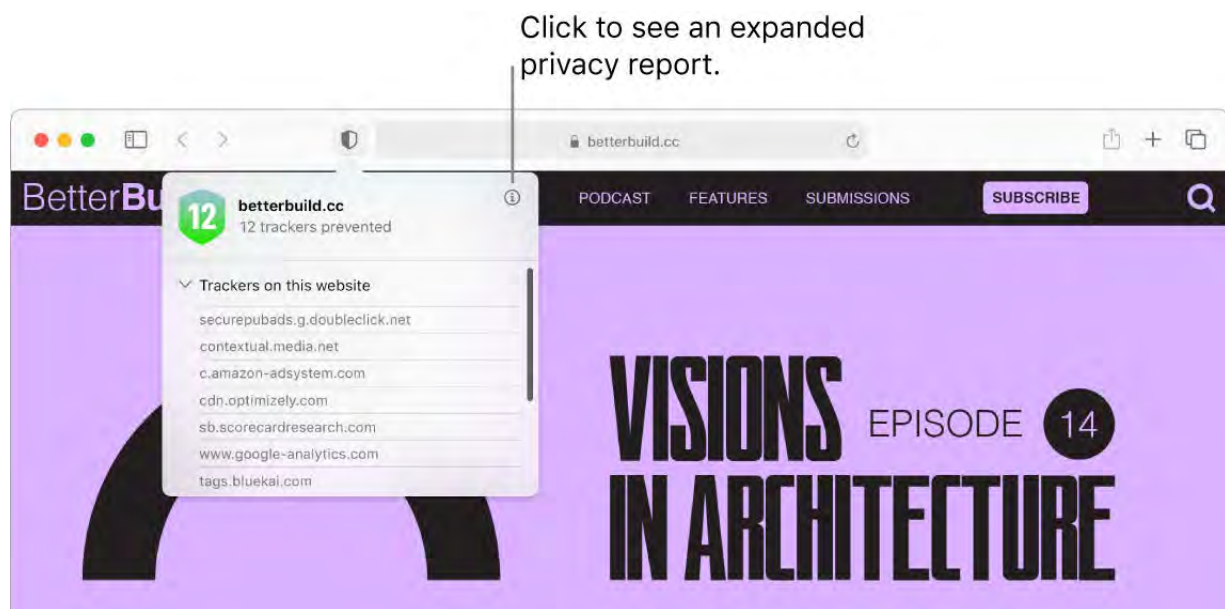 Click to see an expanded
privacy report.
betterbuild.cc
BetterBu
PODCAST FEATURES SUBMISSIONS SUBSCRIBE
12
betterbuild.cc
12 trackers prevented
Trackers on this website
securepubads.g.doubleclick.net
contextual.media.net
c.amazon-adsystem.com
cdn.optimizely.com
sb.scorecardresearch.com
www.google-analytics.com
tags.bluekai.com
VISIONS
EPISODE 14
IN ARCHITECTURE